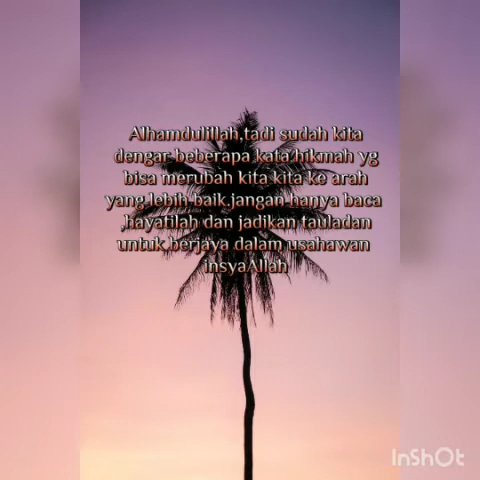 Alhamdulillah,tadi sudah kita
dengar beberapa kata hikmah yg
bisa merubah kita kita ke arah
yang lebih baik,jangan hanya baca
,hayatilah dan jadikan tauladan
untuk berjaya dalam usahawan
insyaAllah
InShOt